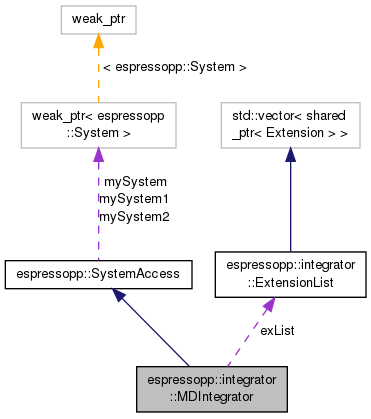 weak_ptr
< espressopp::System >
weak_ptr< espressopp
::System >
std::vector< shared
_ptr< Extension > >
mySystem
mySystem1
mySystem2
espressopp::SystemAccess
espressopp::integrator
::ExtensionList
exList
espressopp::integrator
::MDIntegrator